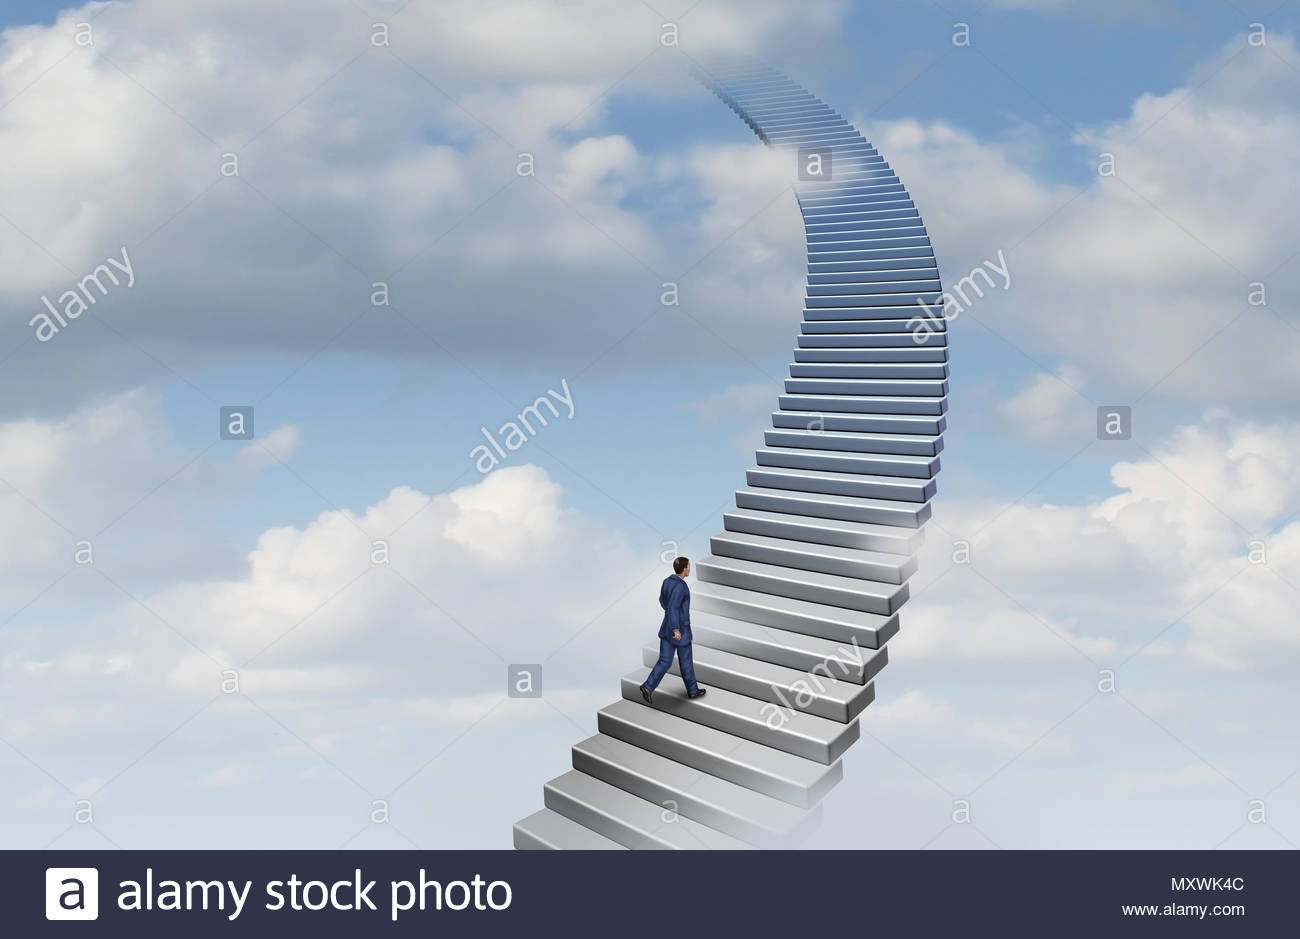 a a a a a
a a a a
alamy alamy
a a a
alamy
a a
a a a
alamy
a a
a a a a
a alamy stock photo
MXWK4C
www.alamy.com